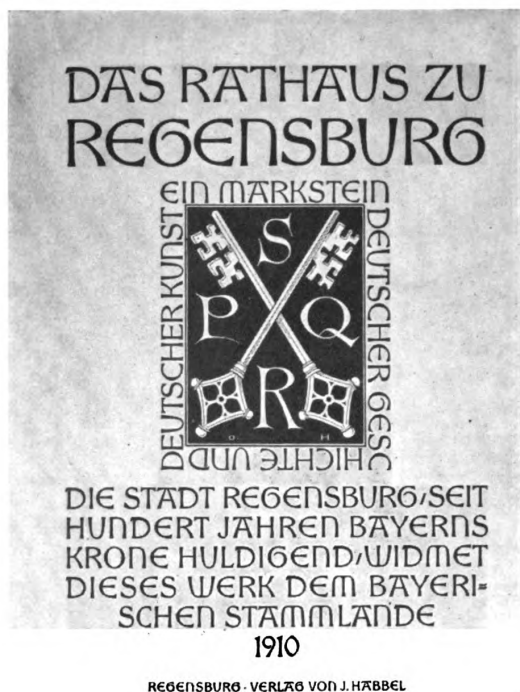 DAS RATHAUS ZU
REGENSBURG
EIN MARKSTEIN
DEUTSCHER GESC
HICHTE UND
DEUTSCHER KUNST
S
P Q
R
O H
DIE STADT REGENSBURG, SEIT
HUNDERT JAHREN BAYERNS
KRONE HULDIGEND, WIDMET
DIESES WERK DEM BAYERI=
SCHEN STAMMLANDE
1910
REGENSBURG · VERLAG VON J. HABBEL